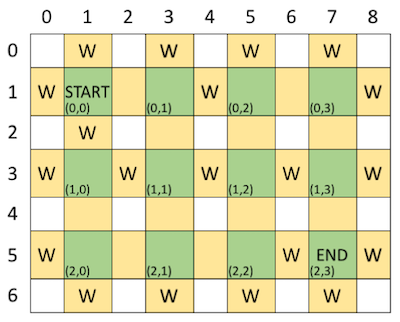 0 1 2 3 4 5 6 7 8
0 W W W W
1 W START W W
(0,0) (0,1) (0,2) (0,3)
2 W
3 W W W W W
(1,0) (1,1) (1,2) (1,3)
4
5 W W END W
(2,0) (2,1) (2,2) (2,3)
6 W W W W